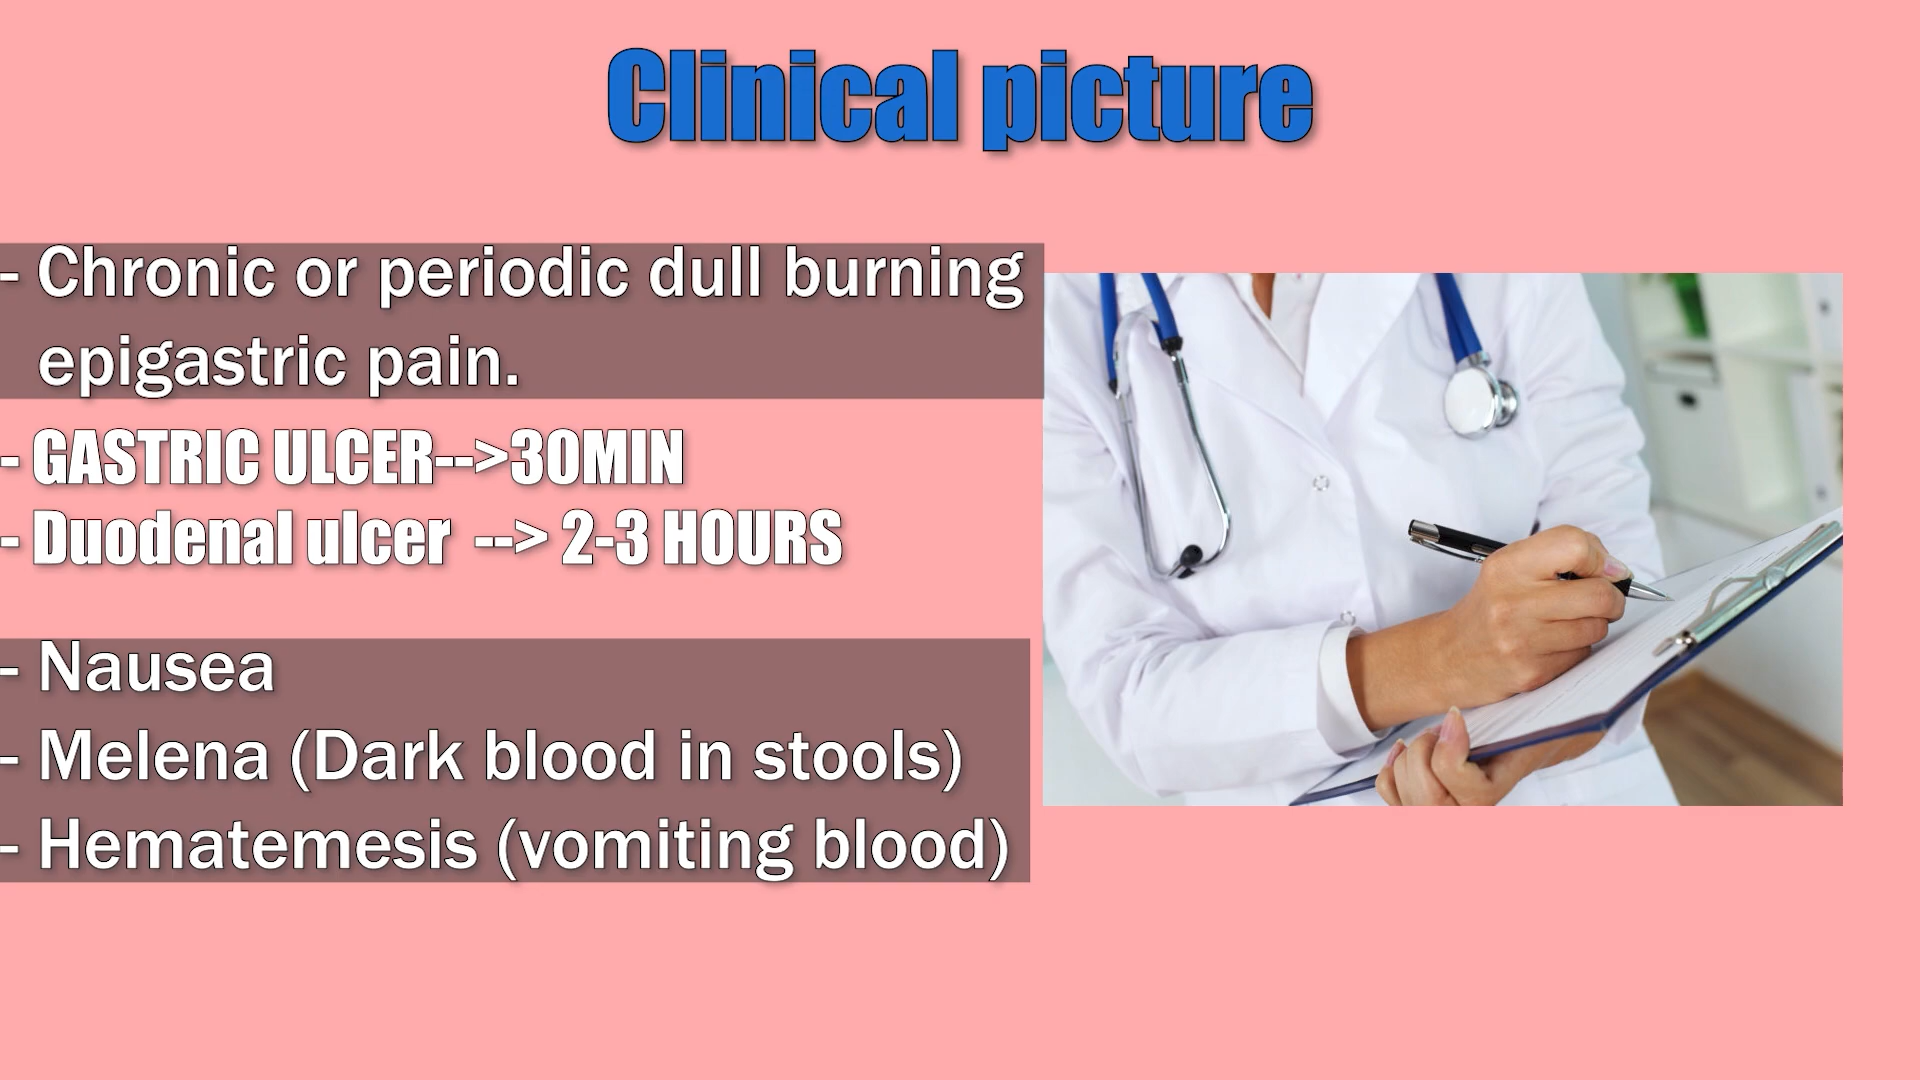 Clinical picture
- Chronic or periodic dull burning
epigastric pain.
- GASTRIC ULCER-->30MIN
- Duodenal ulcer --> 2-3 HOURS
- Nausea
- Melena (Dark blood in stools)
- Hematemesis (vomiting blood)